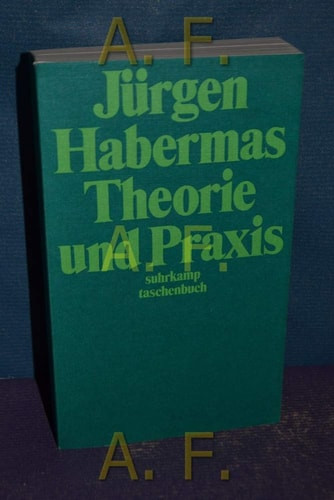 A. F.
Jürgen
Habermas
Theorie
und Praxis
A. F.
suhrkamp
taschenbuch
A. F.